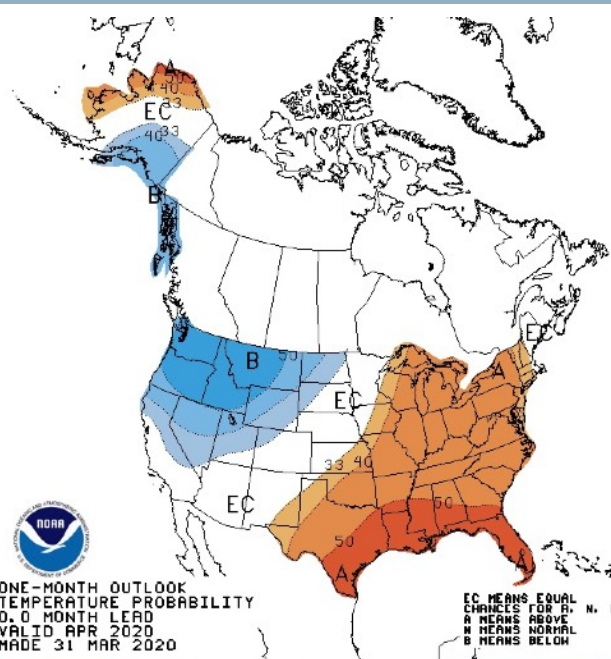 A
50
40
33
EC
40
33
B
B
50
EC
A
EC
33
40
EC
50
50
A
A
NOAA
ONE-MONTH OUTLOOK
TEMPERATURE PROBABILITY
0.0 MONTH LEAD
VALID APR 2020
MADE 31 MAR 2020
EC MEANS EQUAL
CHANCES FOR A, N,
A MEANS ABOVE
N MEANS NORMAL
B MEANS BELOW